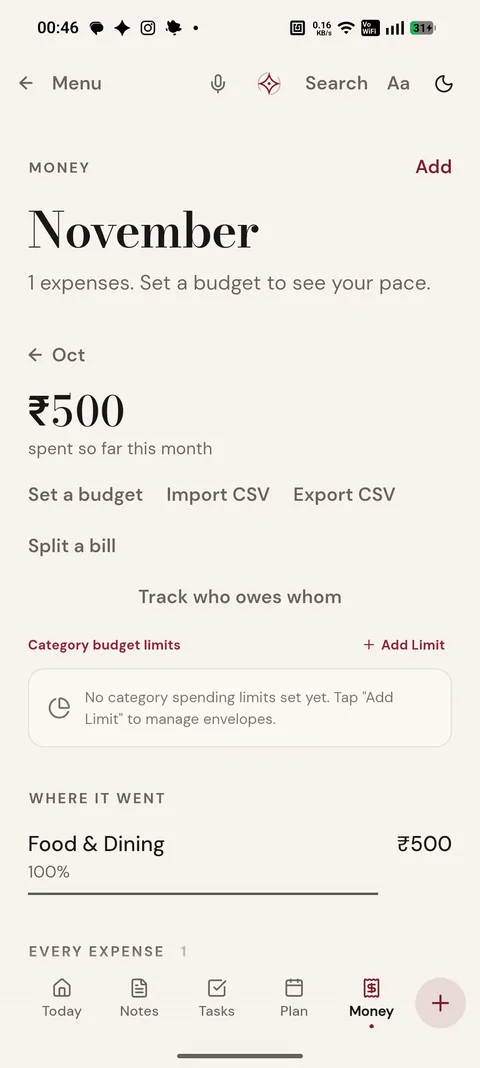 00:46
0.16
KB/s
Vo
WiFi
31
Menu
Search
Aa
MONEY
Add
November
1 expenses. Set a budget to see your pace.
← Oct
₹500
spent so far this month
Set a budget Import CSV Export CSV
Split a bill
Track who owes whom
Category budget limits
+ Add Limit
No category spending limits set yet. Tap "Add
Limit" to manage envelopes.
WHERE IT WENT
Food & Dining ₹500
100%
EVERY EXPENSE 1
Today Notes Tasks Plan Money